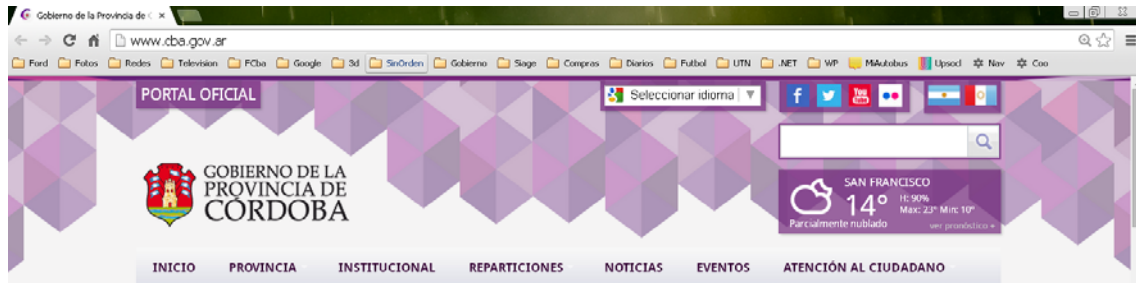 Gobierno de la Provincia de C
www.cba.gov.ar
Ford Fotos Redes Television FCba Google 3d SinOrden Gobierno Siage Compras Diarios Futbol UTN .NET WP MiAutobus Upsocl Nav Coo
PORTAL OFICIAL
Seleccionar idioma
You Tube
GOBIERNO DE LA
PROVINCIA DE
CÓRDOBA
SAN FRANCISCO
14°
H: 90%
Max: 23° Min: 10°
Parcialmente nublado
ver pronóstico +
INICIO PROVINCIA INSTITUCIONAL REPARTICIONES NOTICIAS EVENTOS ATENCIÓN AL CIUDADANO